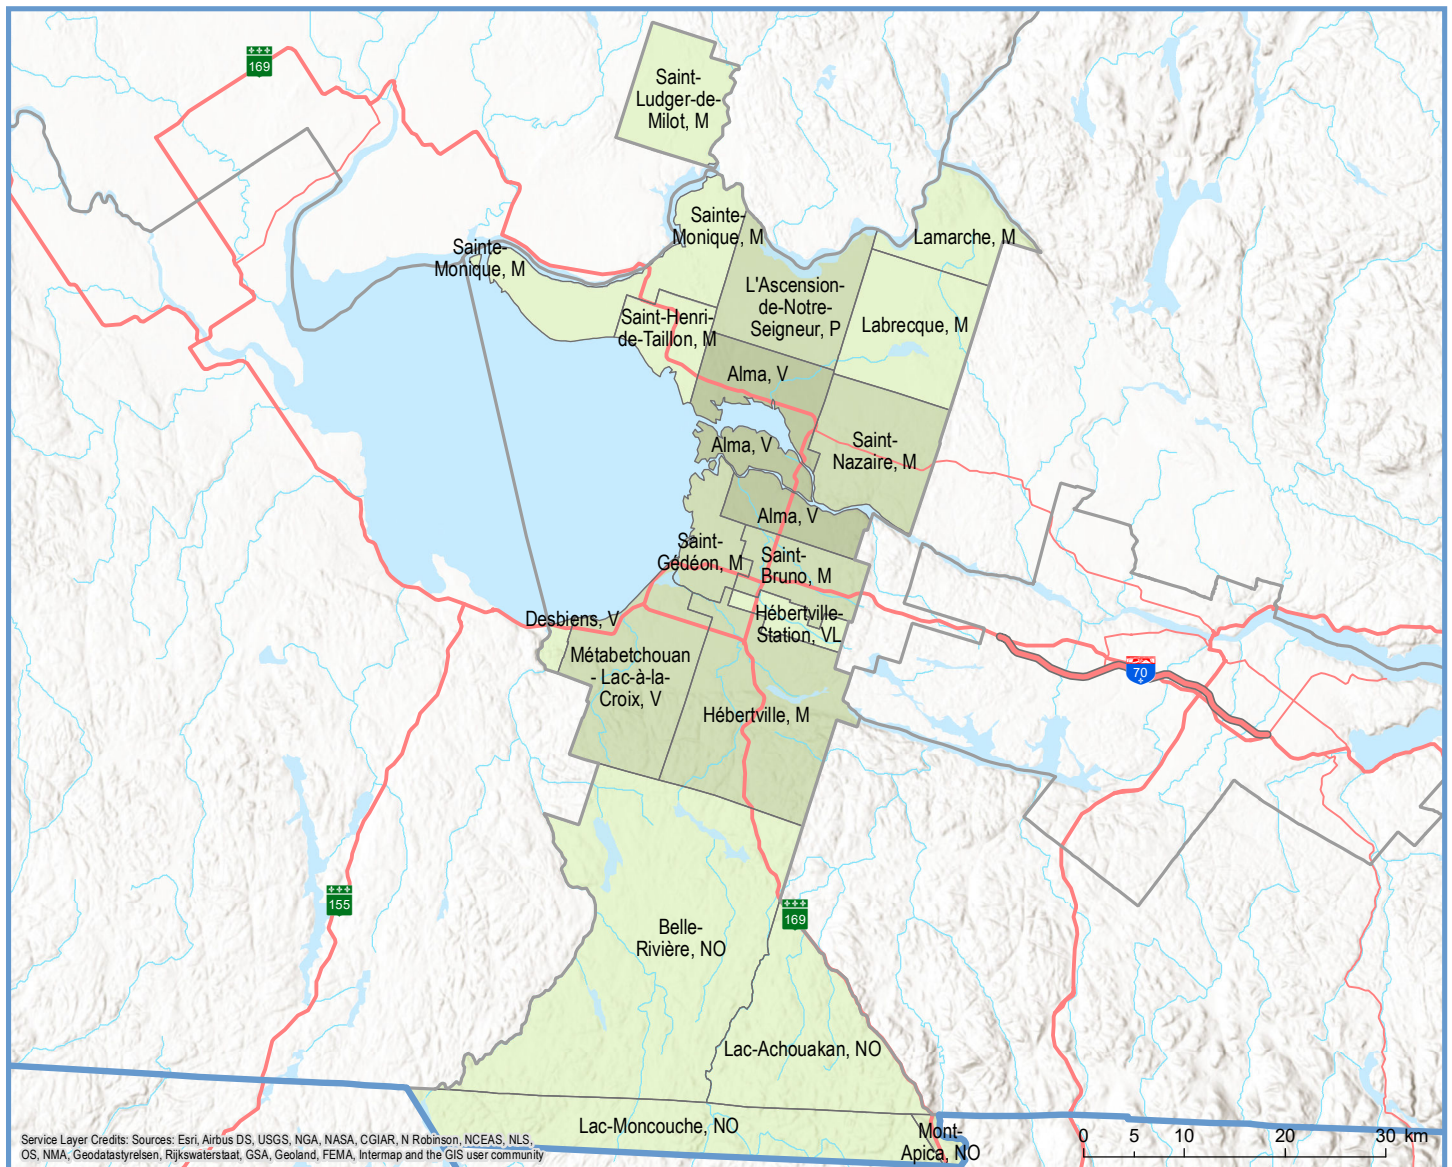 169
Saint-
Ludger-de-
Milot, M
Sainte-
Monique, M
Sainte-
Monique, M
Lamarche, M
L'Ascension-
de-Notre-
Seigneur, P
Saint-Henri-
de-Taillon, M
Labrecque, M
Alma, V
Alma, V
Saint-
Nazaire, M
Alma, V
Saint-
Gédéon, M
Saint-
Bruno, M
Desbiens, V
Hébertville-
Station, VL
Métabetchouan
- Lac-à-la-
Croix, V
70
Hébertville, M
155
169
Belle-
Rivière, NO
Lac-Achouakan, NO
Lac-Moncouche, NO
Mont-
Apica, NO
0 5 10 20 30 km
Service Layer Credits: Sources: Esri, Airbus DS, USGS, NGA, NASA, CGIAR, N Robinson, NCEAS, NLS,
OS, NMA, Geodatastyrelsen, Rijkswaterstaat, GSA, Geoland, FEMA, Intermap and the GIS user community